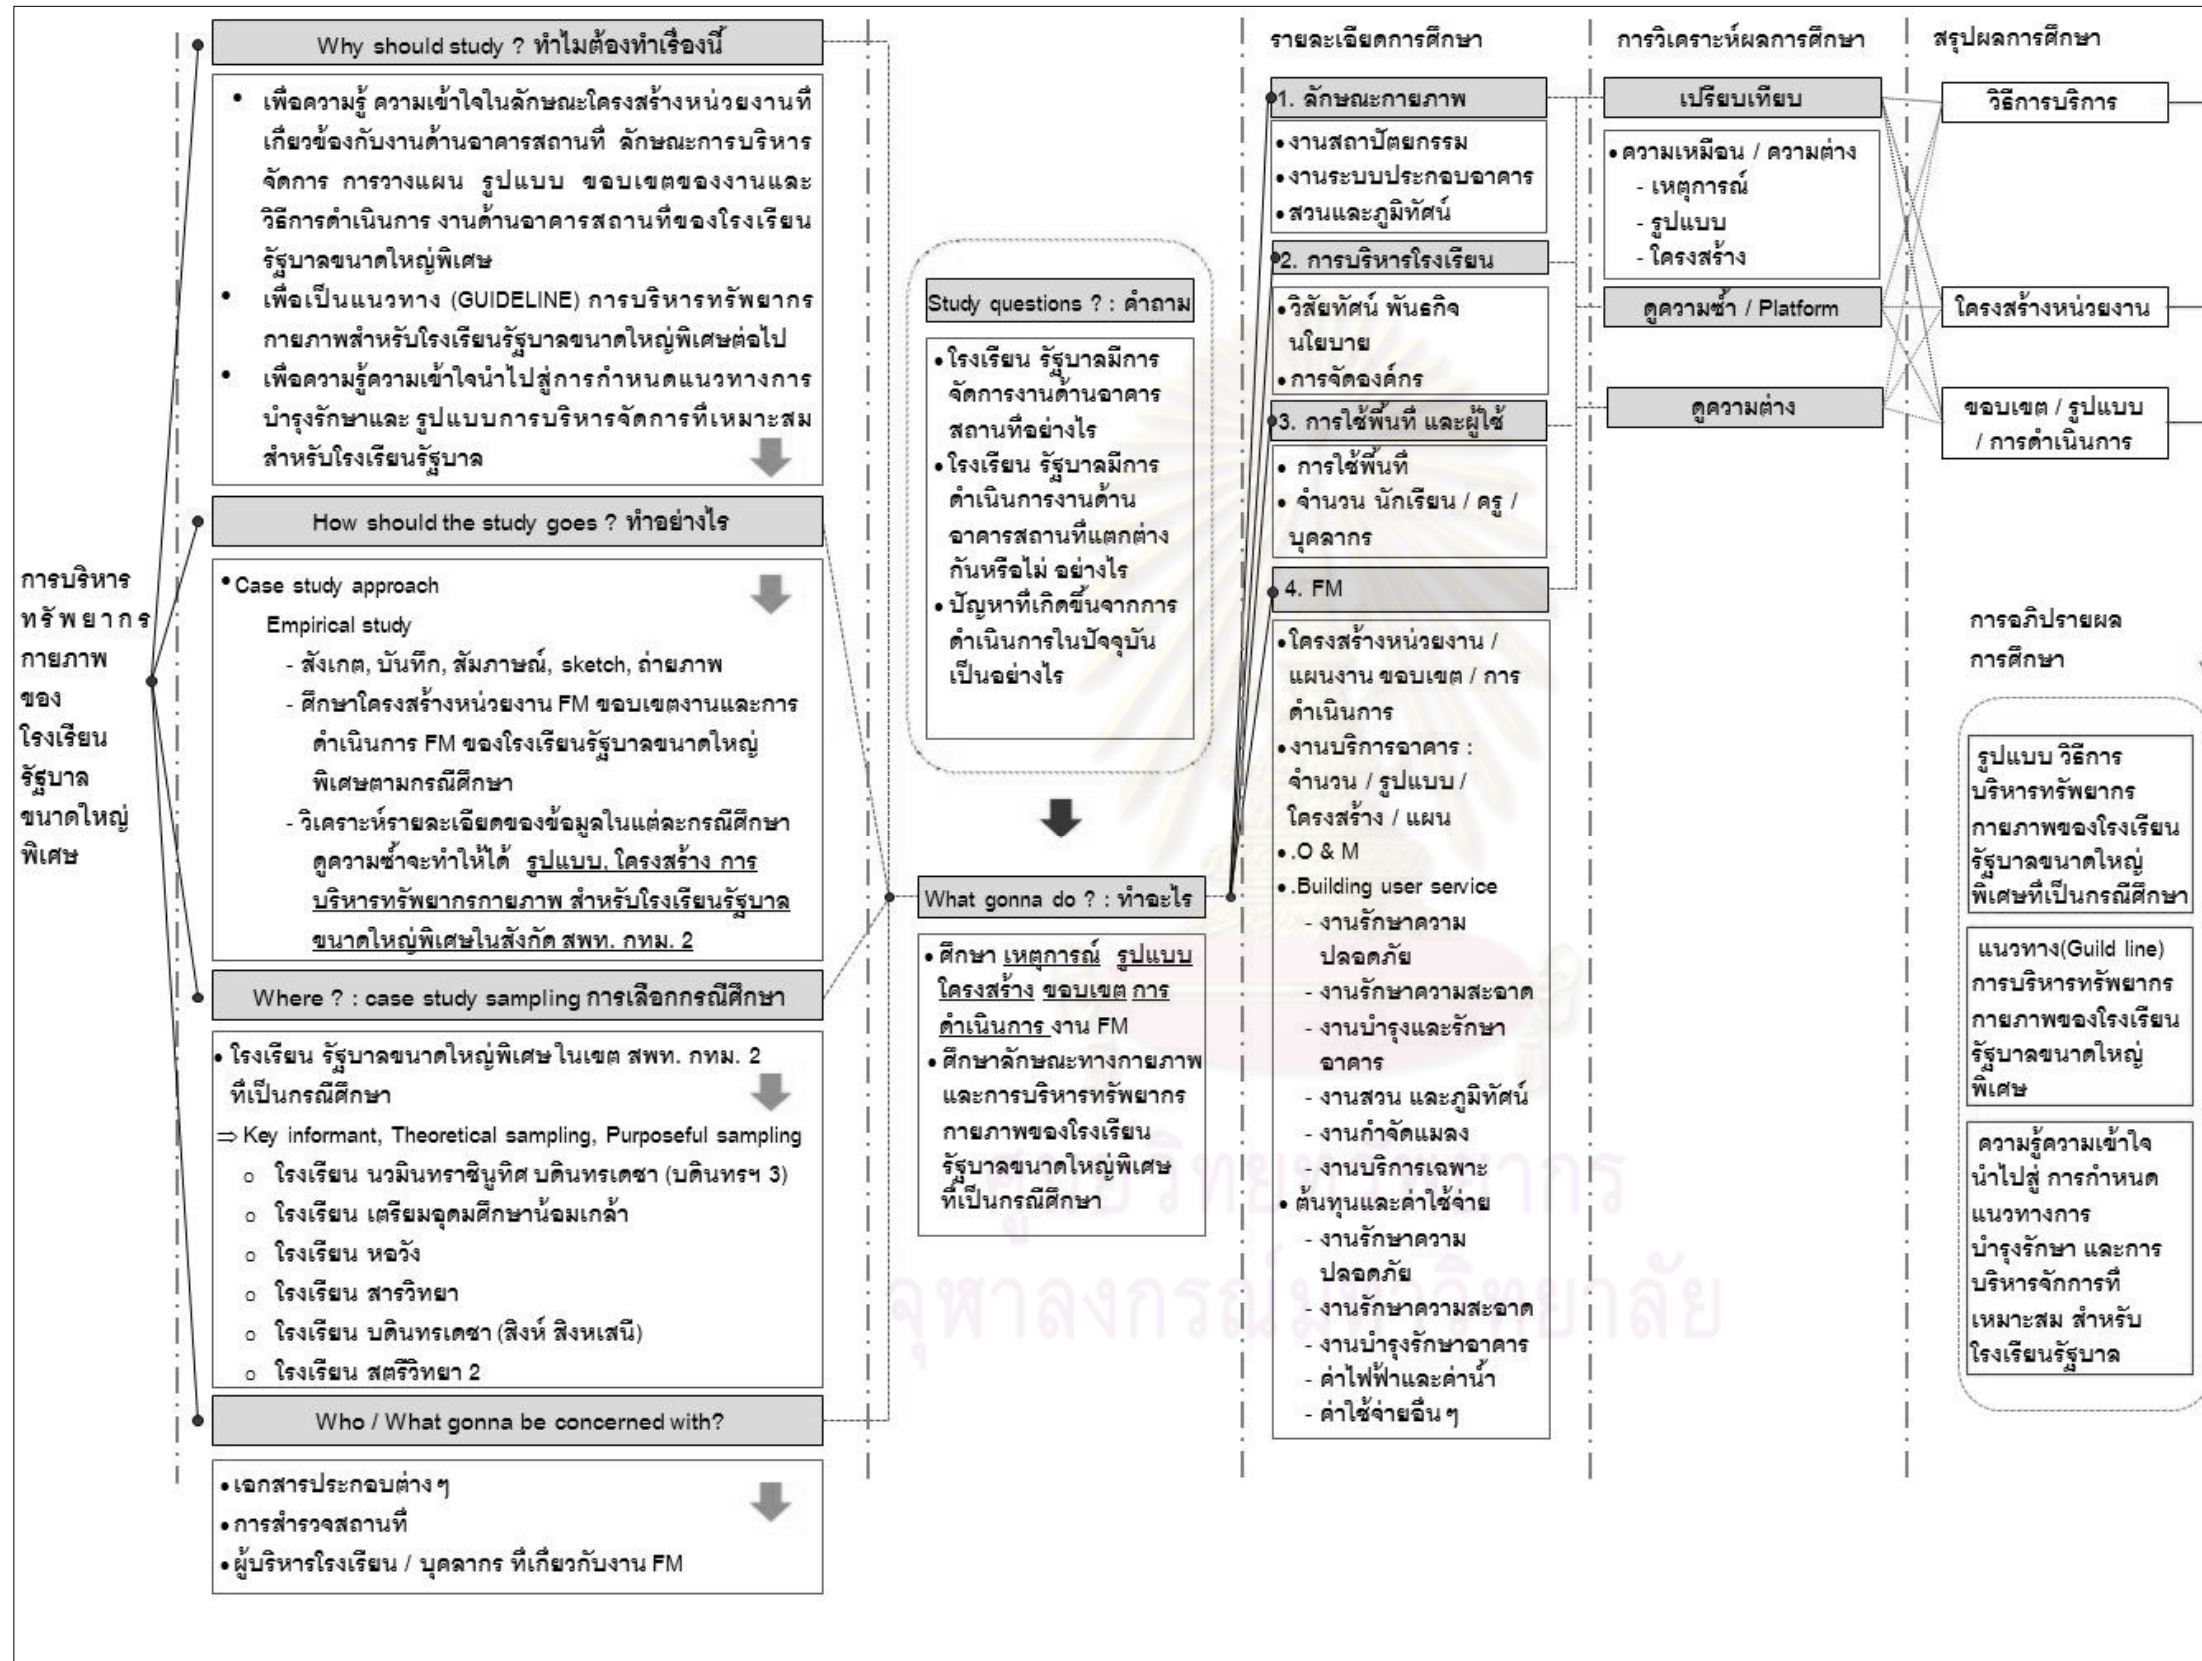 การบริหาร
ทรัพยากร
กายภาพ
ของ
โรงเรียน
รัฐบาล
ขนาดใหญ่
พิเศษ
Why should study ? ทำไมต้องทำเรื่องนี้
• เพื่อความรู้ ความเข้าใจในลักษณะโครงสร้างหน่วยงานที่
เกี่ยวข้องกับงานด้านอาคารสถานที่ ลักษณะการบริหาร
จัดการ การวางแผน รูปแบบ ขอบเขตของงานและ
วิธีการดำเนินการ งานด้านอาคารสถานที่ของโรงเรียน
รัฐบาลขนาดใหญ่พิเศษ
• เพื่อเป็นแนวทาง (GUIDELINE) การบริหารทรัพยากร
กายภาพสำหรับโรงเรียนรัฐบาลขนาดใหญ่พิเศษต่อไป
• เพื่อความรู้ความเข้าใจนำไปสู่การกำหนดแนวทางการ
บำรุงรักษาและ รูปแบบการบริหารจัดการที่เหมาะสม
สำหรับโรงเรียนรัฐบาล
How should the study goes ? ทำอย่างไร
• Case study approach
Empirical study
- สังเกต, บันทึก, สัมภาษณ์, sketch, ถ่ายภาพ
- ศึกษาโครงสร้างหน่วยงาน FM ขอบเขตงานและการ
ดำเนินการ FM ของโรงเรียนรัฐบาลขนาดใหญ่
พิเศษตามกรณีศึกษา
- วิเคราะห์รายละเอียดของข้อมูลในแต่ละกรณีศึกษา
ดูความซ้ำจะทำให้ได้ รูปแบบ, โครงสร้าง การ
บริหารทรัพยากรกายภาพ สำหรับโรงเรียนรัฐบาล
ขนาดใหญ่พิเศษในสังกัด สพท. กทม. 2
Where ? : case study sampling การเลือกกรณีศึกษา
• โรงเรียน รัฐบาลขนาดใหญ่พิเศษ ในเขต สพท. กทม. 2
ที่เป็นกรณีศึกษา
⇒ Key informant, Theoretical sampling, Purposeful sampling
o โรงเรียน นวมินทราชินูทิศ บดินทรเดชา (บดินทรฯ 3)
o โรงเรียน เตรียมอุดมศึกษาน้อมเกล้า
o โรงเรียน หอวัง
o โรงเรียน สารวิทยา
o โรงเรียน บดินทรเดชา (สิงห์ สิงหเสนี)
o โรงเรียน สตรีวิทยา 2
Who / What gonna be concerned with?
• เอกสารประกอบต่าง ๆ
• การสำรวจสถานที่
• ผู้บริหารโรงเรียน / บุคลากร ที่เกี่ยวกับงาน FM
Study questions ? : คำถาม
• โรงเรียน รัฐบาลมีการ
จัดการงานด้านอาคาร
สถานที่อย่างไร
• โรงเรียน รัฐบาลมีการ
ดำเนินการงานด้าน
อาคารสถานที่แตกต่าง
กันหรือไม่ อย่างไร
• ปัญหาที่เกิดขึ้นจากการ
ดำเนินการในปัจจุบัน
เป็นอย่างไร
What gonna do ? : ทำอะไร
• ศึกษา เหตุการณ์ รูปแบบ
โครงสร้าง ขอบเขต การ
ดำเนินการ งาน FM
• ศึกษาลักษณะทางกายภาพ
และการบริหารทรัพยากร
กายภาพของโรงเรียน
รัฐบาลขนาดใหญ่พิเศษ
ที่เป็นกรณีศึกษา
รายละเอียดการศึกษา
1. ลักษณะกายภาพ
• งานสถาปัตยกรรม
• งานระบบประกอบอาคาร
• สวนและภูมิทัศน์
2. การบริหารโรงเรียน
• วิสัยทัศน์ พันธกิจ
นโยบาย
• การจัดองค์กร
3. การใช้พื้นที่ และผู้ใช้
• การใช้พื้นที่
• จำนวน นักเรียน / ครู /
บุคลากร
4. FM
• โครงสร้างหน่วยงาน /
แผนงาน ขอบเขต / การ
ดำเนินการ
• งานบริการอาคาร :
จำนวน / รูปแบบ /
โครงสร้าง / แผน
• .O & M
• .Building user service
- งานรักษาความ
ปลอดภัย
- งานรักษาความสะอาด
- งานบำรุงและรักษา
อาคาร
- งานสวน และภูมิทัศน์
- งานกำจัดแมลง
- งานบริการเฉพาะ
• ต้นทุนและค่าใช้จ่าย
- งานรักษาความ
ปลอดภัย
- งานรักษาความสะอาด
- งานบำรุงรักษาอาคาร
- ค่าไฟฟ้าและค่าน้ำ
- ค่าใช้จ่ายอื่น ๆ
การวิเคราะห์ผลการศึกษา
เปรียบเทียบ
• ความเหมือน / ความต่าง
- เหตุการณ์
- รูปแบบ
- โครงสร้าง
ดูความซ้ำ / Platform
ดูความต่าง
สรุปผลการศึกษา
วิธีการบริการ
โครงสร้างหน่วยงาน
ขอบเขต / รูปแบบ
/ การดำเนินการ
การอภิปรายผล
การศึกษา
รูปแบบ วิธีการ
บริหารทรัพยากร
กายภาพของโรงเรียน
รัฐบาลขนาดใหญ่
พิเศษที่เป็นกรณีศึกษา
แนวทาง(Guild line)
การบริหารทรัพยากร
กายภาพของโรงเรียน
รัฐบาลขนาดใหญ่
พิเศษ
ความรู้ความเข้าใจ
นำไปสู่ การกำหนด
แนวทางการ
บำรุงรักษา และการ
บริหารจักการที่
เหมาะสม สำหรับ
โรงเรียนรัฐบาล
ศูนย์วิทยทรัพยากร
จุฬาลงกรณ์มหาวิทยาลัย